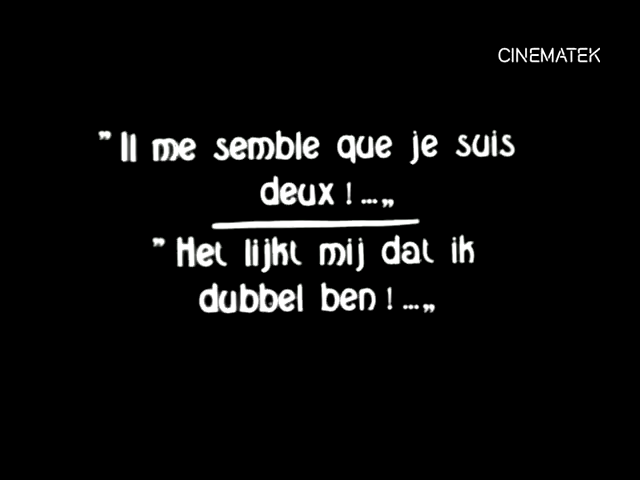 CINEMATEK
”Il me semble que je suis
deux !...„
”Het lijkt mij dat ik
dubbel ben !...„